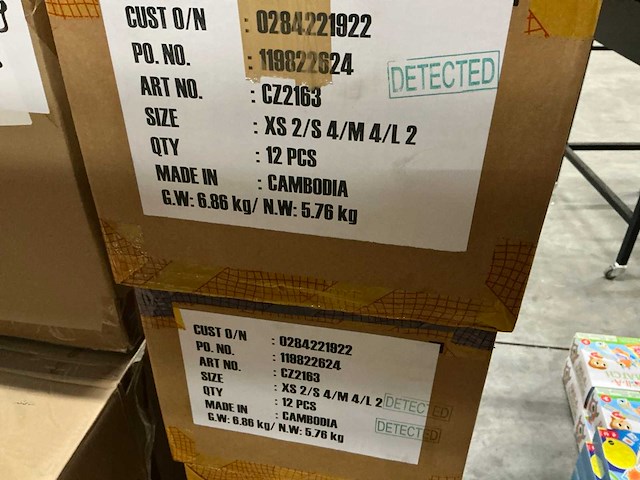 CUST O/N : 0284221922
PO. NO. : 119822624
ART NO. : CZ2163
SIZE : XS 2/S 4/M 4/L 2
QTY : 12 PCS
MADE IN : CAMBODIA
G.W: 6.86 kg/ N.W: 5.76 kg
DETECTED
CUST O/N : 0284221922
PO. NO. : 119822624
ART NO. : CZ2163
SIZE : XS 2/S 4/M 4/L 2
QTY : 12 PCS
MADE IN : CAMBODIA
G.W: 6.86 kg/ N.W: 5.76 kg
DETECTED
DETECTED